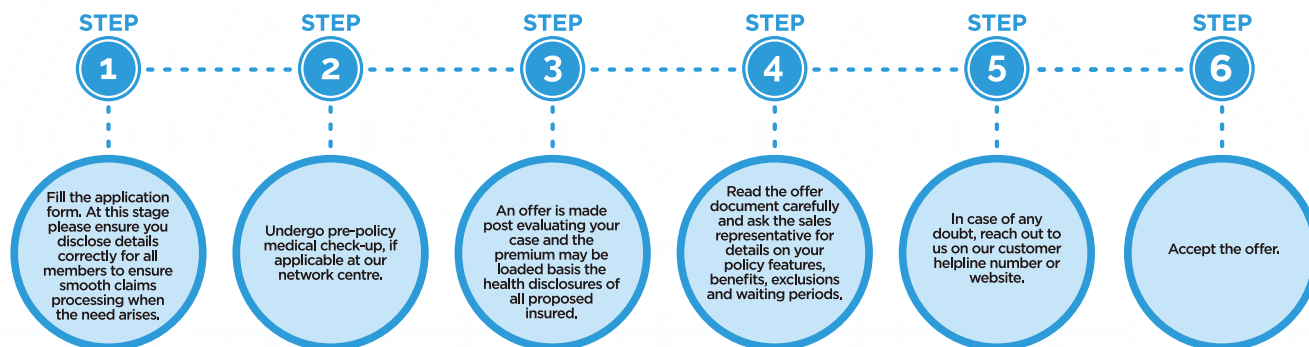 STEP
1
Fill the application
form. At this stage
please ensure you
disclose details
correctly for all
members to ensure
smooth claims
processing when
the need arises.
STEP
2
Undergo pre-policy
medical check-up, if
applicable at our
network centre.
STEP
3
An offer is made
post evaluating your
case and the
premium may be
loaded basis the
health disclosures of
all proposed
insured.
STEP
4
Read the offer
document carefully
and ask the sales
representative for
details on your
policy features,
benefits, exclusions
and waiting periods.
STEP
5
In case of any
doubt, reach out to
us on our customer
helpline number or
website.
STEP
6
Accept the offer.